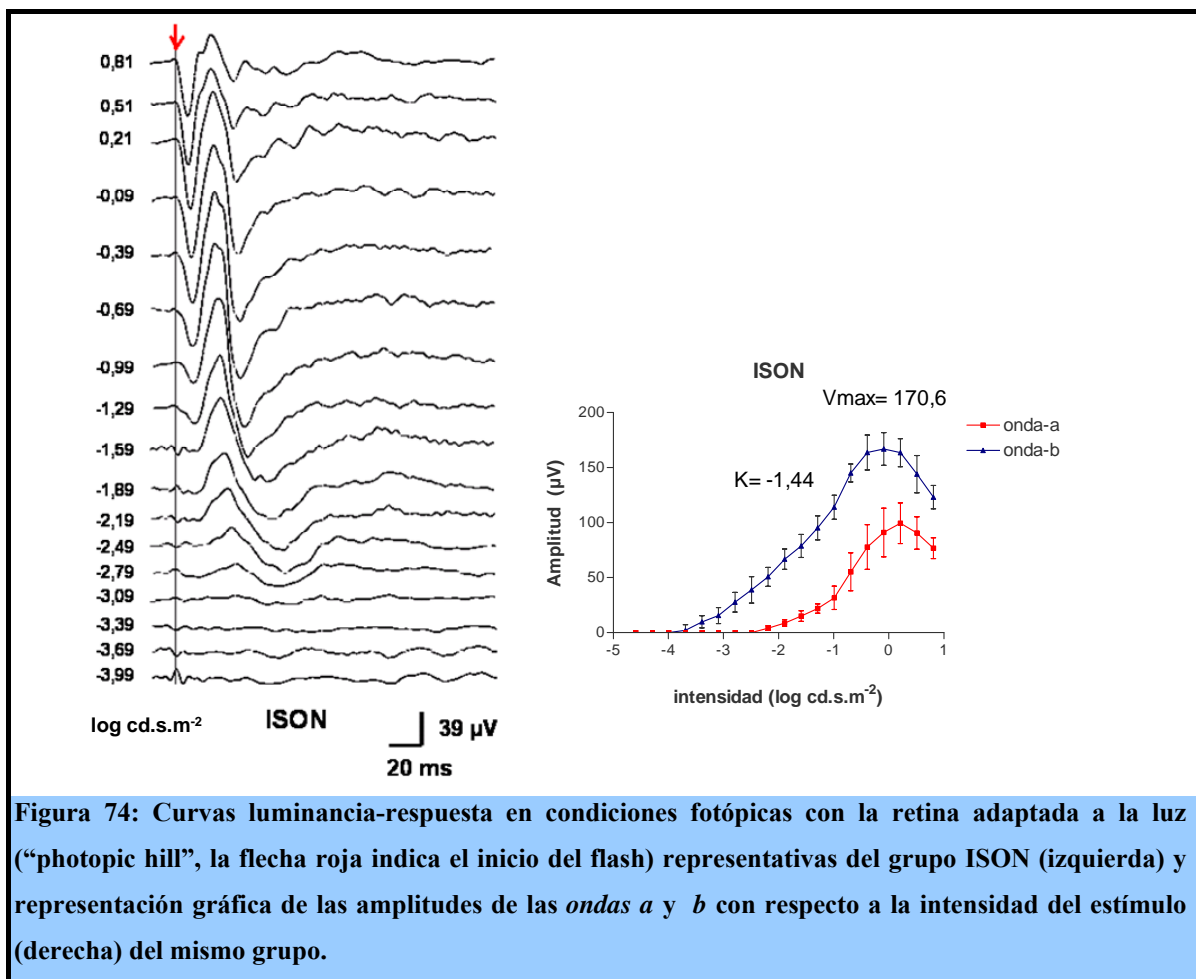 0,81
0,51
0,21
-0,09
-0,39
-0,69
-0,99
-1,29
-1,59
-1,89
-2,19
-2,49
-2,79
-3,09
-3,39
-3,69
-3,99
log cd.s.m-2
ISON
39 µV
20 ms
ISON
Vmax= 170,6
K= -1,44
onda-a
onda-b
Amplitud (µV)
200
150
100
50
0
-5 -4 -3 -2 -1 0 1
intensidad (log cd.s.m-2)
Figura 74: Curvas luminancia-respuesta en condiciones fotópicas con la retina adaptada a la luz
(“photopic hill”, la flecha roja indica el inicio del flash) representativas del grupo ISON (izquierda) y
representación gráfica de las amplitudes de las ondas a y b con respecto a la intensidad del estímulo
(derecha) del mismo grupo.